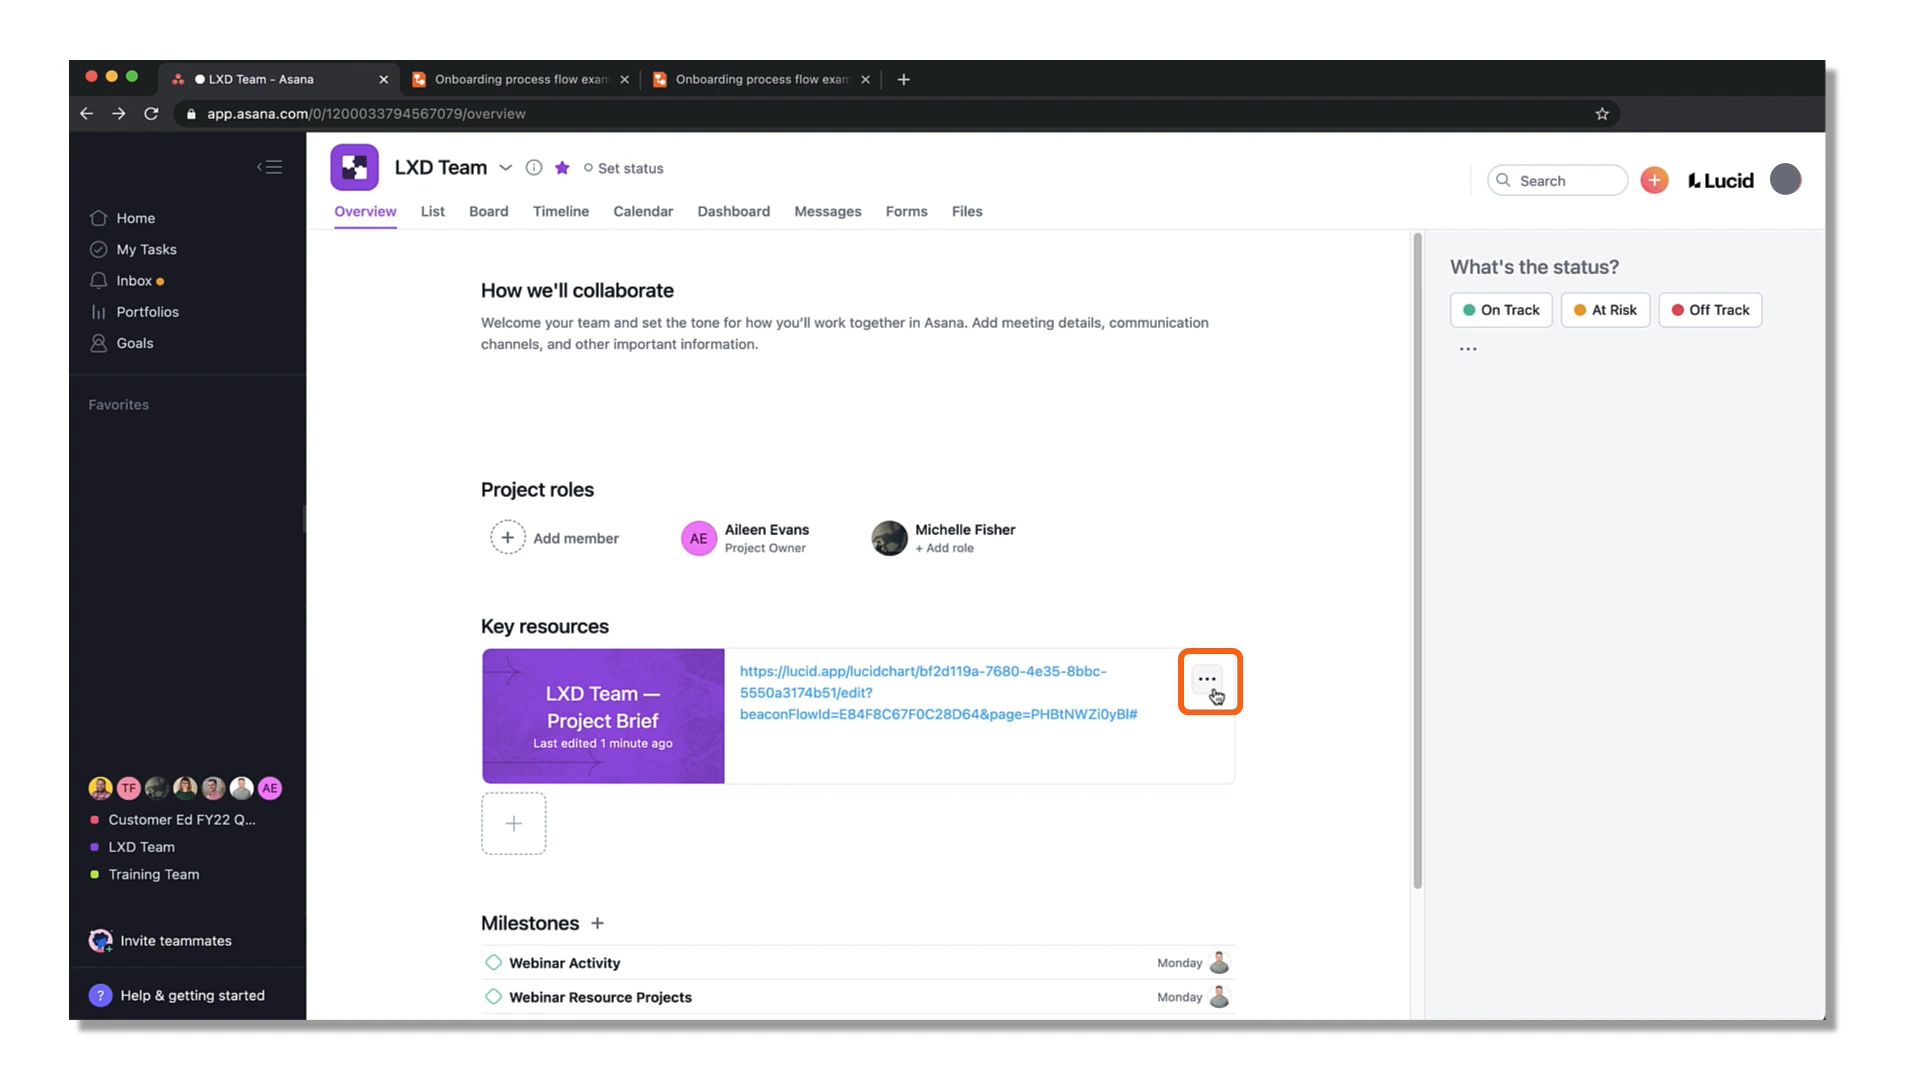 LXD Team - Asana
Onboarding process flow exam
Onboarding process flow exam
app.asana.com/0/1200033794567079/overview
Home
My Tasks
Inbox
Portfolios
Goals
Favorites
TF
AE
Customer Ed FY22 Q...
LXD Team
Training Team
Invite teammates
? Help & getting started
LXD Team
Set status
Search
Lucid
Overview
List
Board
Timeline
Calendar
Dashboard
Messages
Forms
Files
How we'll collaborate
Welcome your team and set the tone for how you'll work together in Asana. Add meeting details, communication
channels, and other important information.
Project roles
Add member
AE
Aileen Evans
Project Owner
Michelle Fisher
+ Add role
Key resources
LXD Team —
Project Brief
Last edited 1 minute ago
https://lucid.app/lucidchart/bf2d119a-7680-4e35-8bbc-
5550a3174b51/edit?
beaconFlowId=E84F8C67F0C28D64&page=PHBtNWZi0yBl#
Milestones +
Webinar Activity
Monday
Webinar Resource Projects
Monday
What's the status?
On Track
At Risk
Off Track